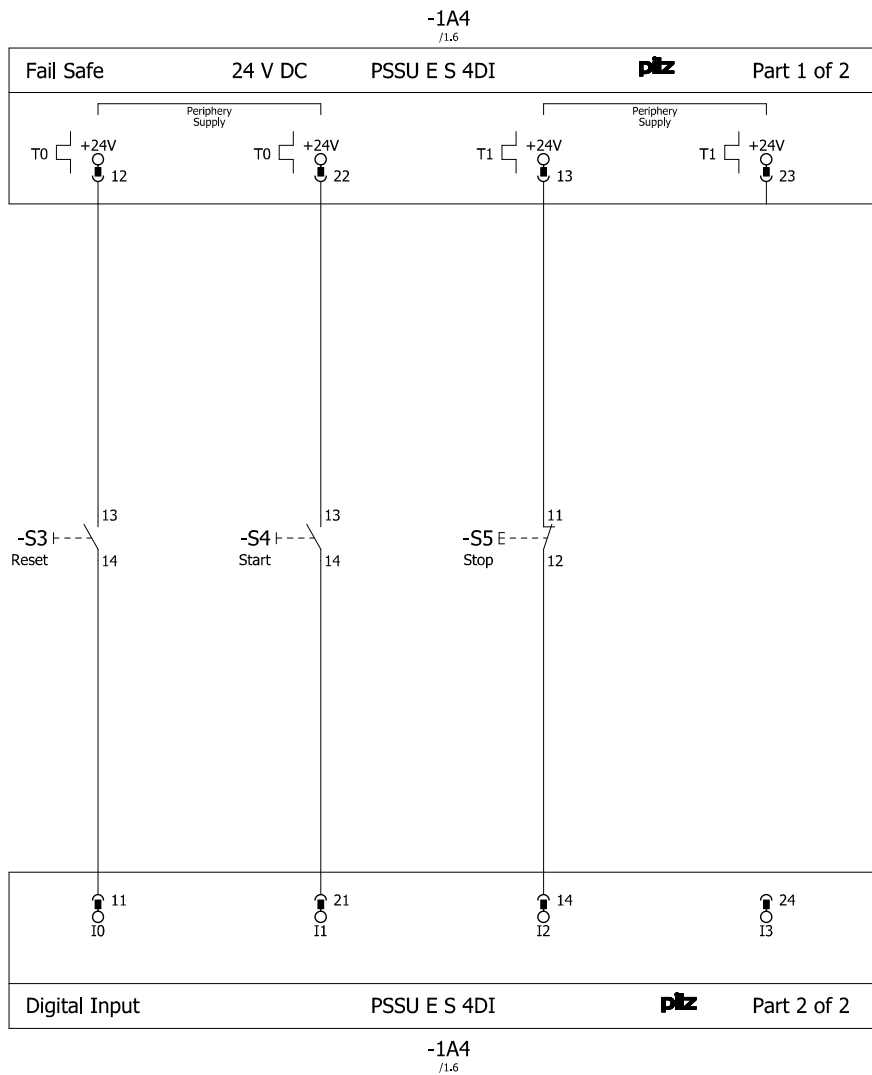 -1A4
/1.6
Fail Safe 24 V DC PSSU E S 4DI pilz Part 1 of 2
Periphery Supply Periphery Supply
T0 +24V T0 +24V T1 +24V T1 +24V
12 22 13 23
13 13 11
-S3 -S4 -S5
Reset Start Stop
14 14 12
11 21 14 24
I0 I1 I2 I3
Digital Input PSSU E S 4DI pilz Part 2 of 2
-1A4
/1.6